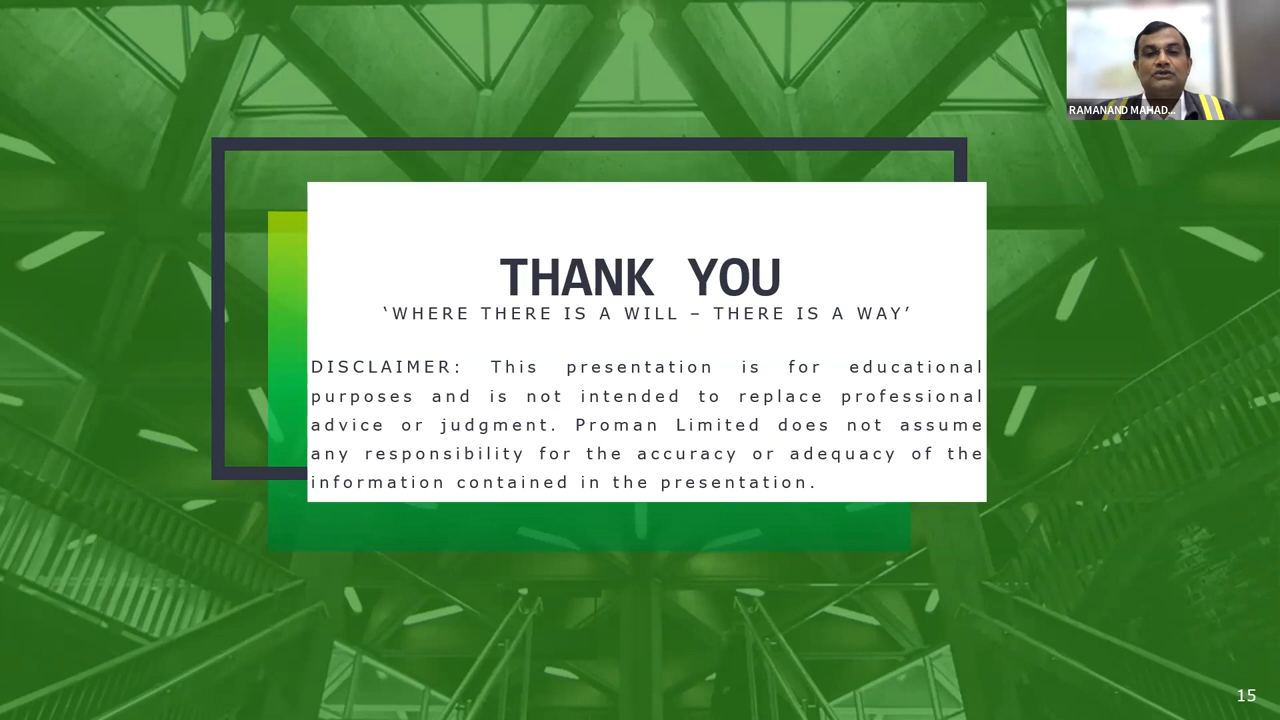 RAMANAND MAHAD...
THANK YOU
‘WHERE THERE IS A WILL – THERE IS A WAY’
DISCLAIMER: This presentation is for educational
purposes and is not intended to replace professional
advice or judgment. Proman Limited does not assume
any responsibility for the accuracy or adequacy of the
information contained in the presentation.
15